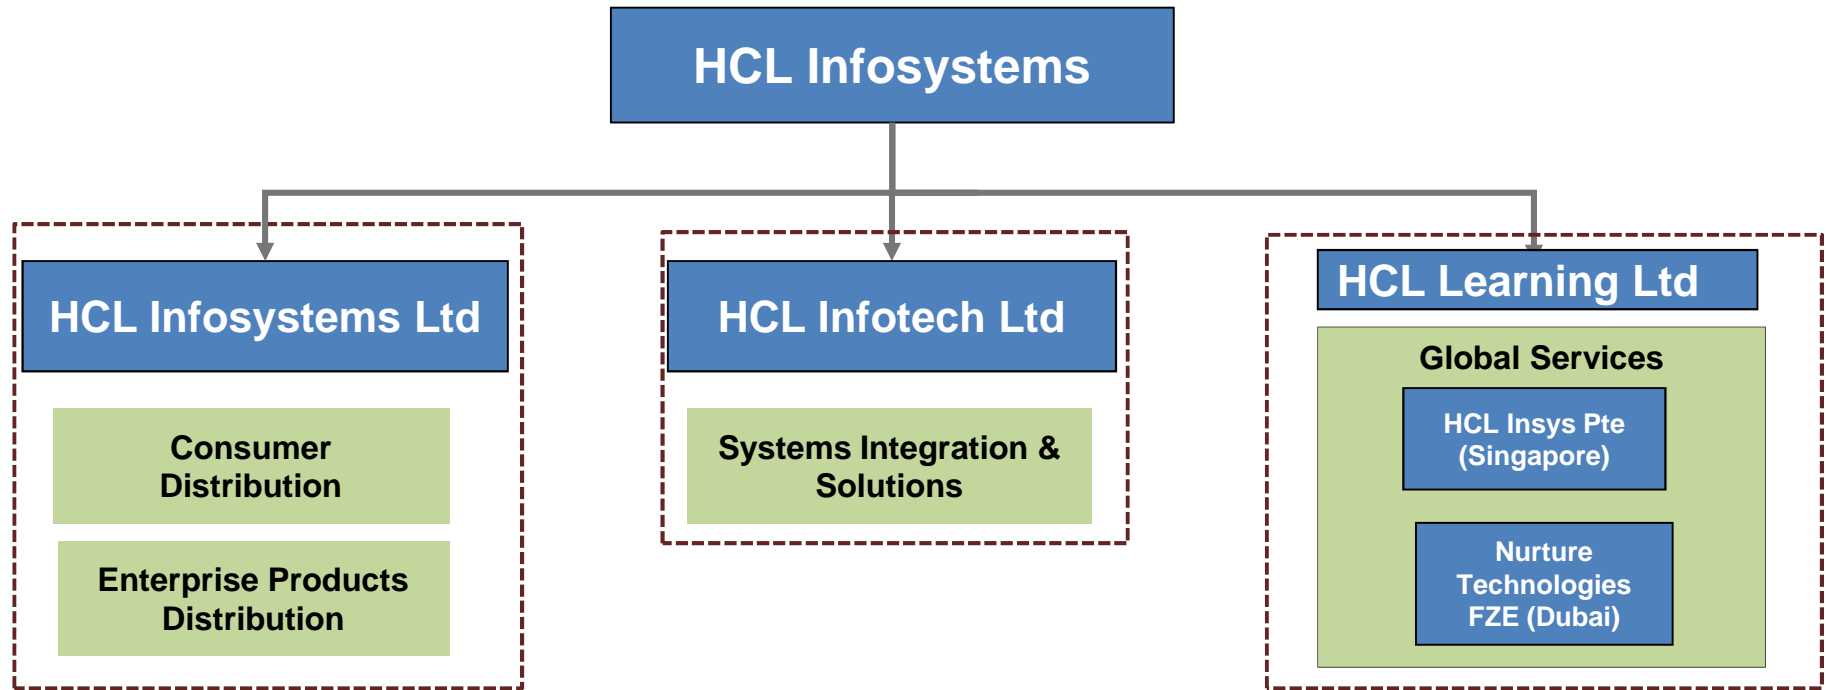 HCL Infosystems
HCL Infosystems Ltd
Consumer
Distribution
Enterprise Products
Distribution
HCL Infotech Ltd
Systems Integration &
Solutions
HCL Learning Ltd
Global Services
HCL Insys Pte
(Singapore)
Nurture
Technologies
FZE (Dubai)